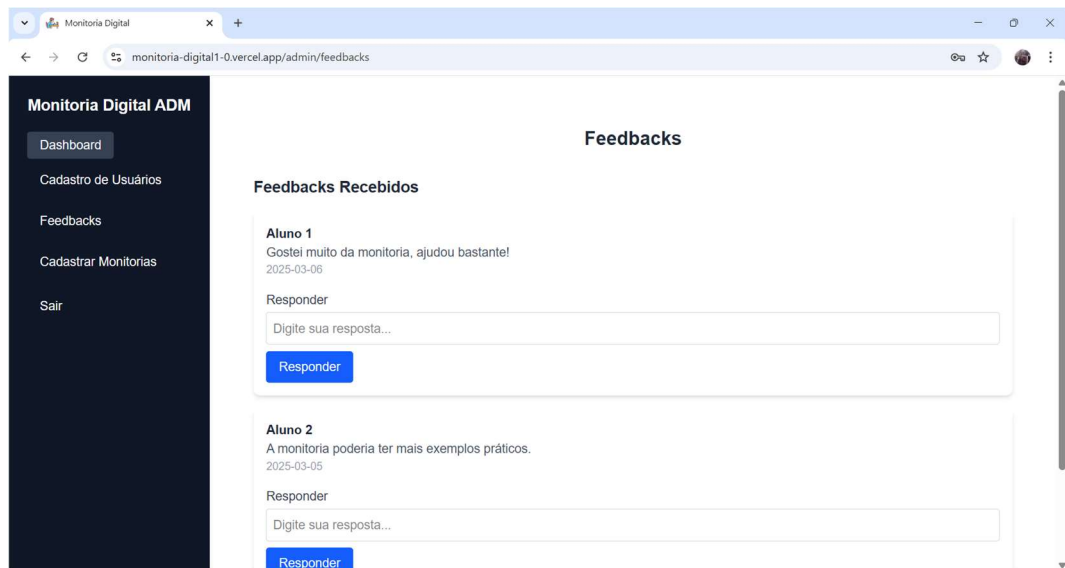 Monitoria Digital
monitoria-digital1-0.vercel.app/admin/feedbacks
Monitoria Digital ADM
Dashboard
Cadastro de Usuários
Feedbacks
Cadastrar Monitorias
Sair
Feedbacks
Feedbacks Recebidos
Aluno 1
Gostei muito da monitoria, ajudou bastante!
2025-03-06
Responder
Digite sua resposta...
Responder
Aluno 2
A monitoria poderia ter mais exemplos práticos.
2025-03-05
Responder
Digite sua resposta...
Responder